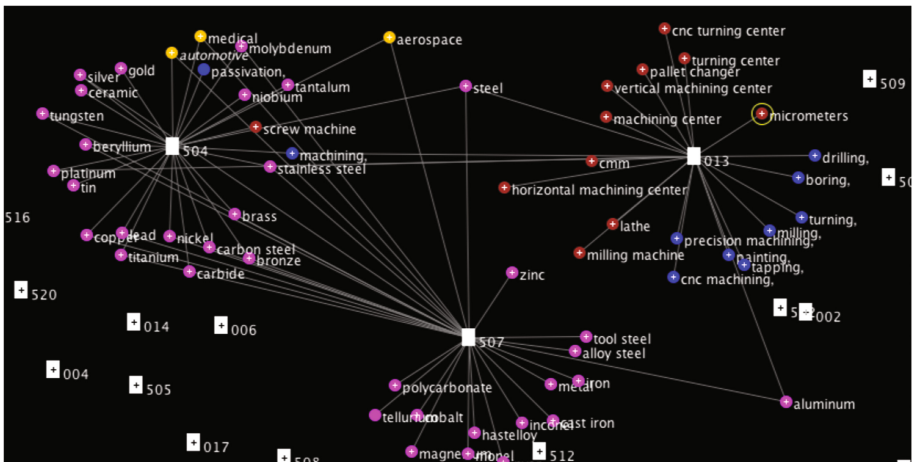 cnc turning center
medical
aerospace
molybdenum
automotive
turning center
gold
passivation,
pallet changer
silver
509
tantalum
vertical machining center
steel
ceramic
niobium
tungsten
micrometers
machining center
screw machine
beryllium
504
machining,
013
drilling,
stainless steel
cmm
platinum
boring,
tin
horizontal machining center
516
brass
turning,
lathe
milling,
copper
lead
nickel
precision machining,
carbon steel
milling machine
painting,
titanium
bronze
tapping,
carbide
zinc
cnc machining,
520
002
014
006
507
tool steel
alloy steel
004
505
polycarbonate
metal
iron
aluminum
tellurium
cobalt
inconel
cast iron
hastelloy
017
monel
512
508